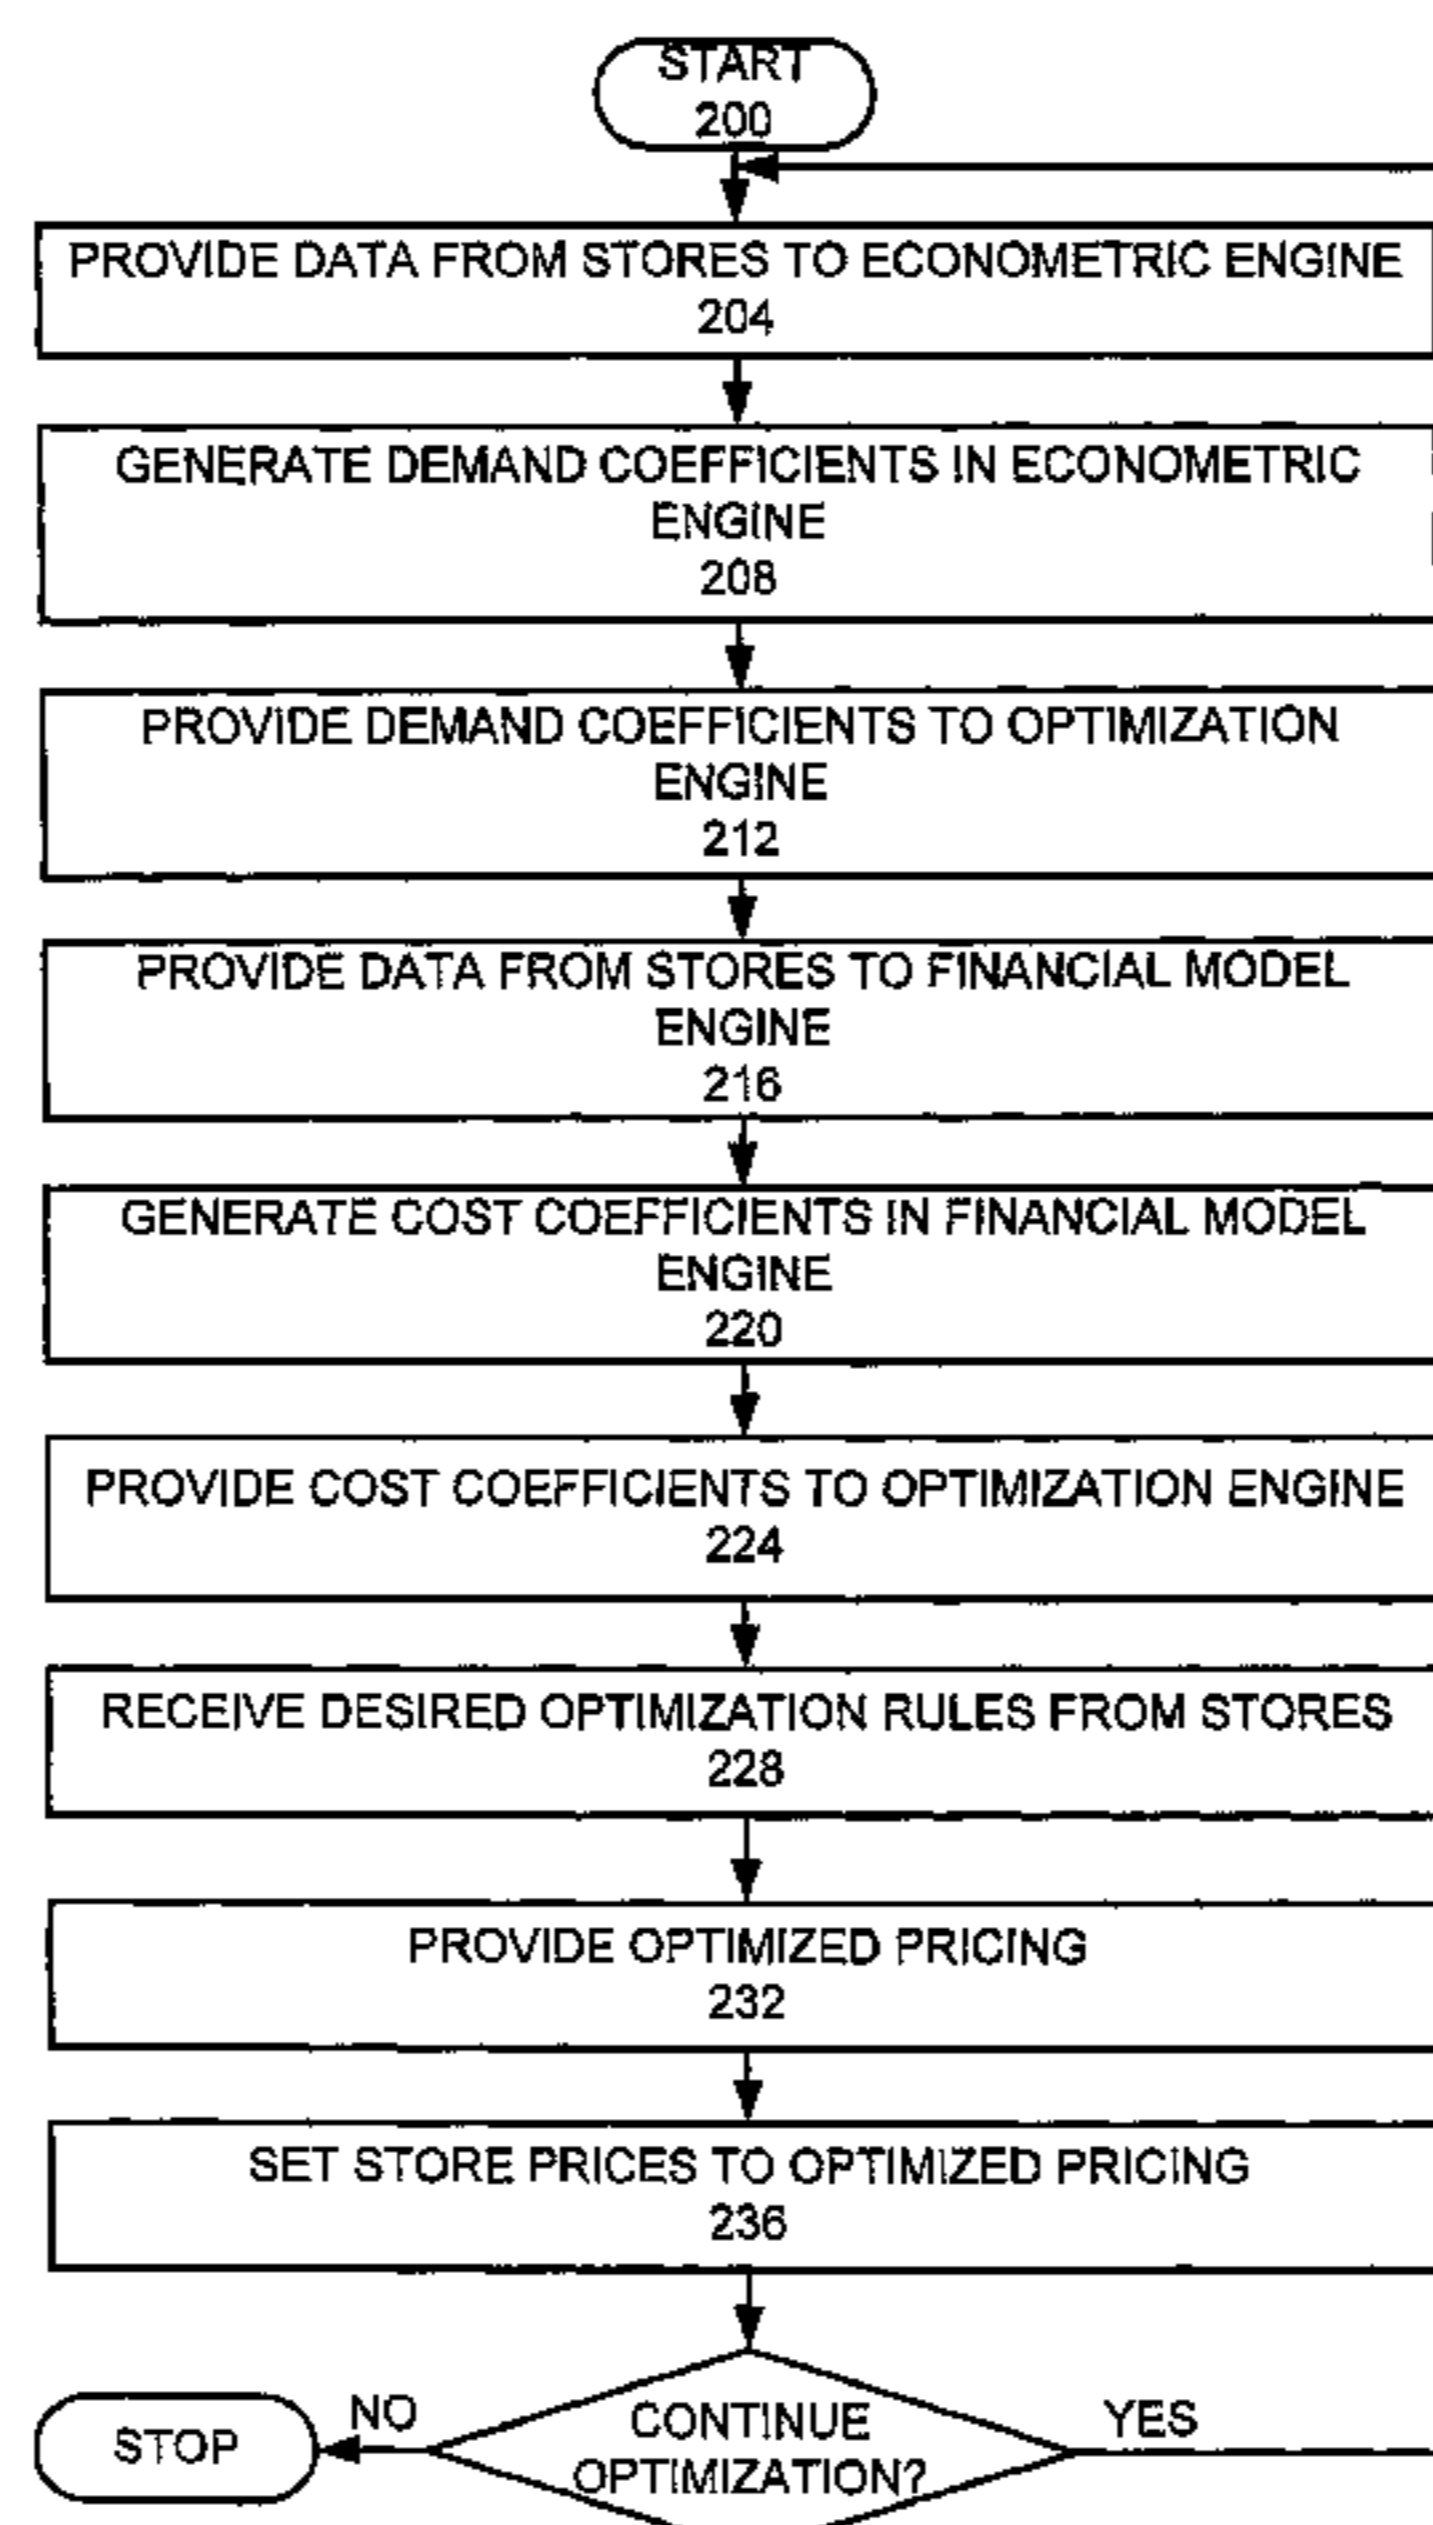 START
200
PROVIDE DATA FROM STORES TO ECONOMETRIC ENGINE
204
GENERATE DEMAND COEFFICIENTS IN ECONOMETRIC
ENGINE
208
PROVIDE DEMAND COEFFICIENTS TO OPTIMIZATION
ENGINE
212
PROVIDE DATA FROM STORES TO FINANCIAL MODEL
ENGINE
216
GENERATE COST COEFFICIENTS IN FINANCIAL MODEL
ENGINE
220
PROVIDE COST COEFFICIENTS TO OPTIMIZATION ENGINE
224
RECEIVE DESIRED OPTIMIZATION RULES FROM STORES
228
PROVIDE OPTIMIZED PRICING
232
SET STORE PRICES TO OPTIMIZED PRICING
236
STOP
NO
CONTINUE
OPTIMIZATION?
YES